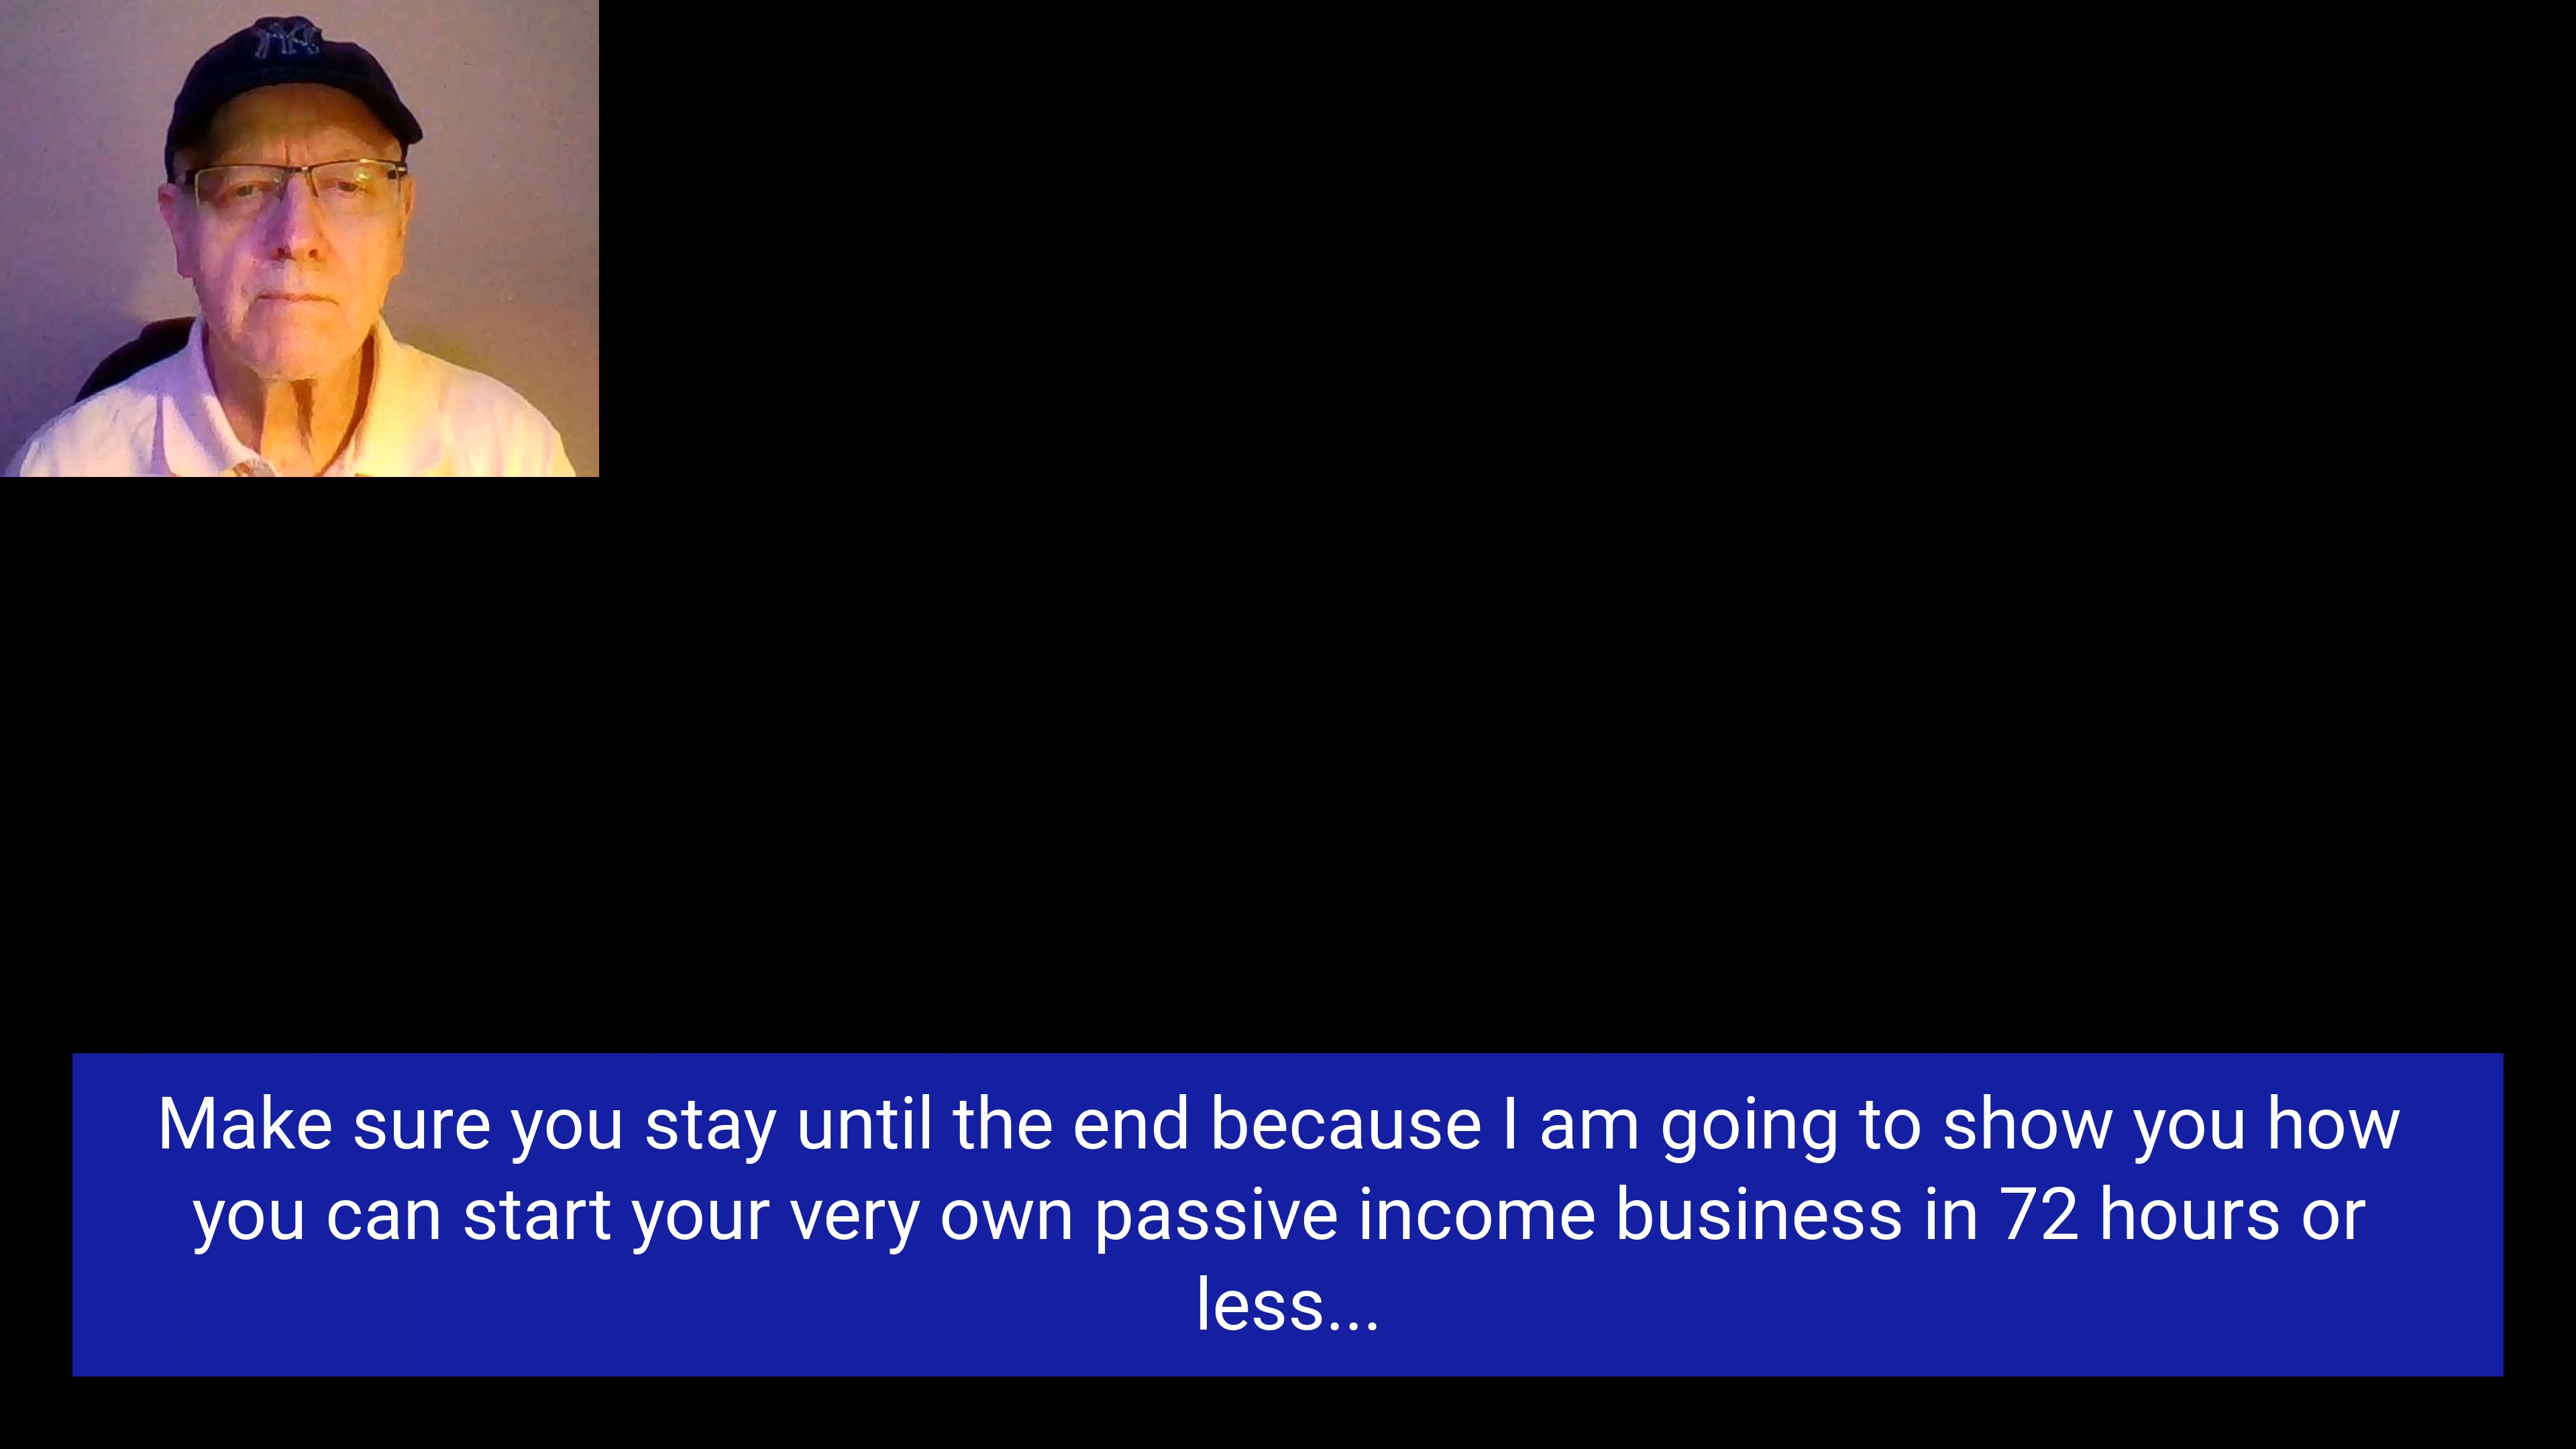 NY
Make sure you stay until the end because I am going to show you how
you can start your very own passive income business in 72 hours or
less...